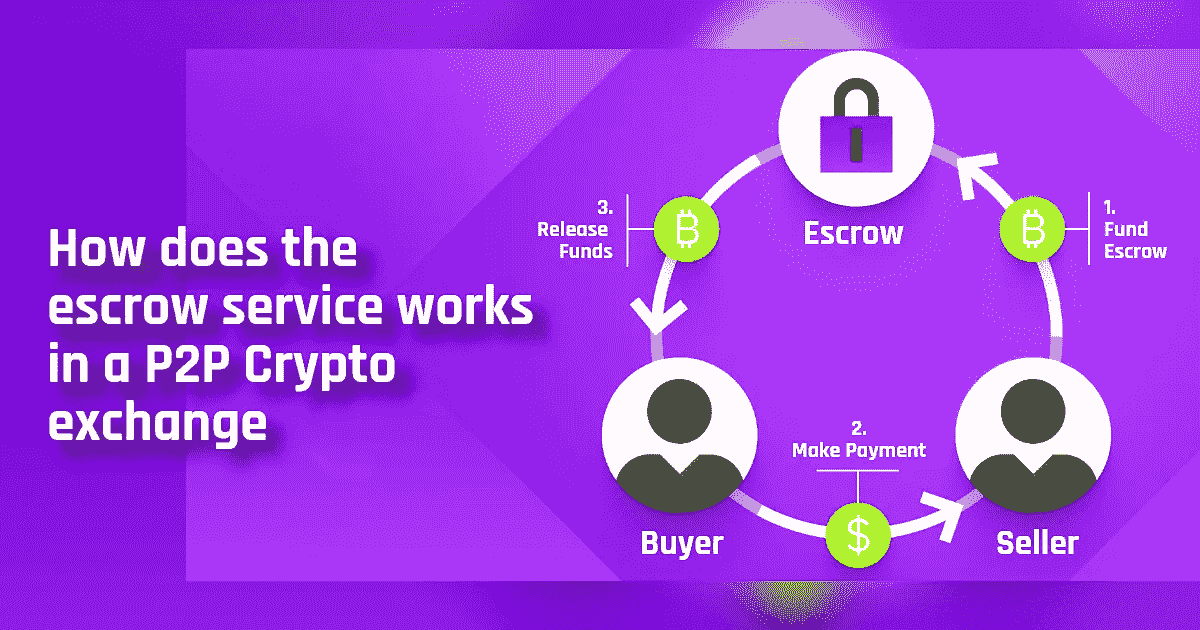 How does the
escrow service works
in a P2P Crypto
exchange
Escrow
1.
Fund
Escrow
2.
Make Payment
3.
Release
Funds
Buyer
Seller